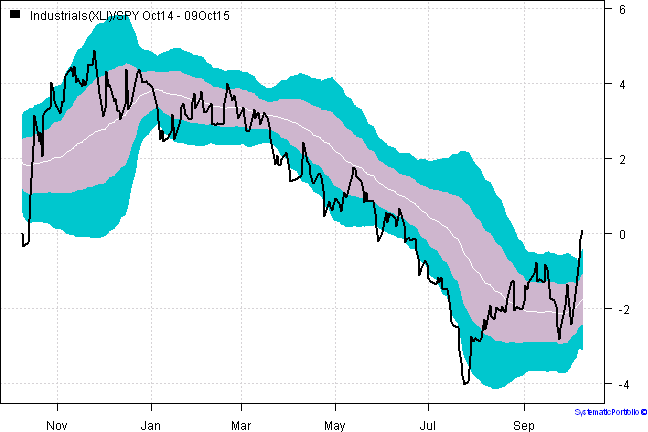 Industrials(XLI)/SPY Oct14 - 09Oct15
6
4
2
0
-2
-4
Nov Jan Mar May Jul Sep
SystematicPortfolio ©